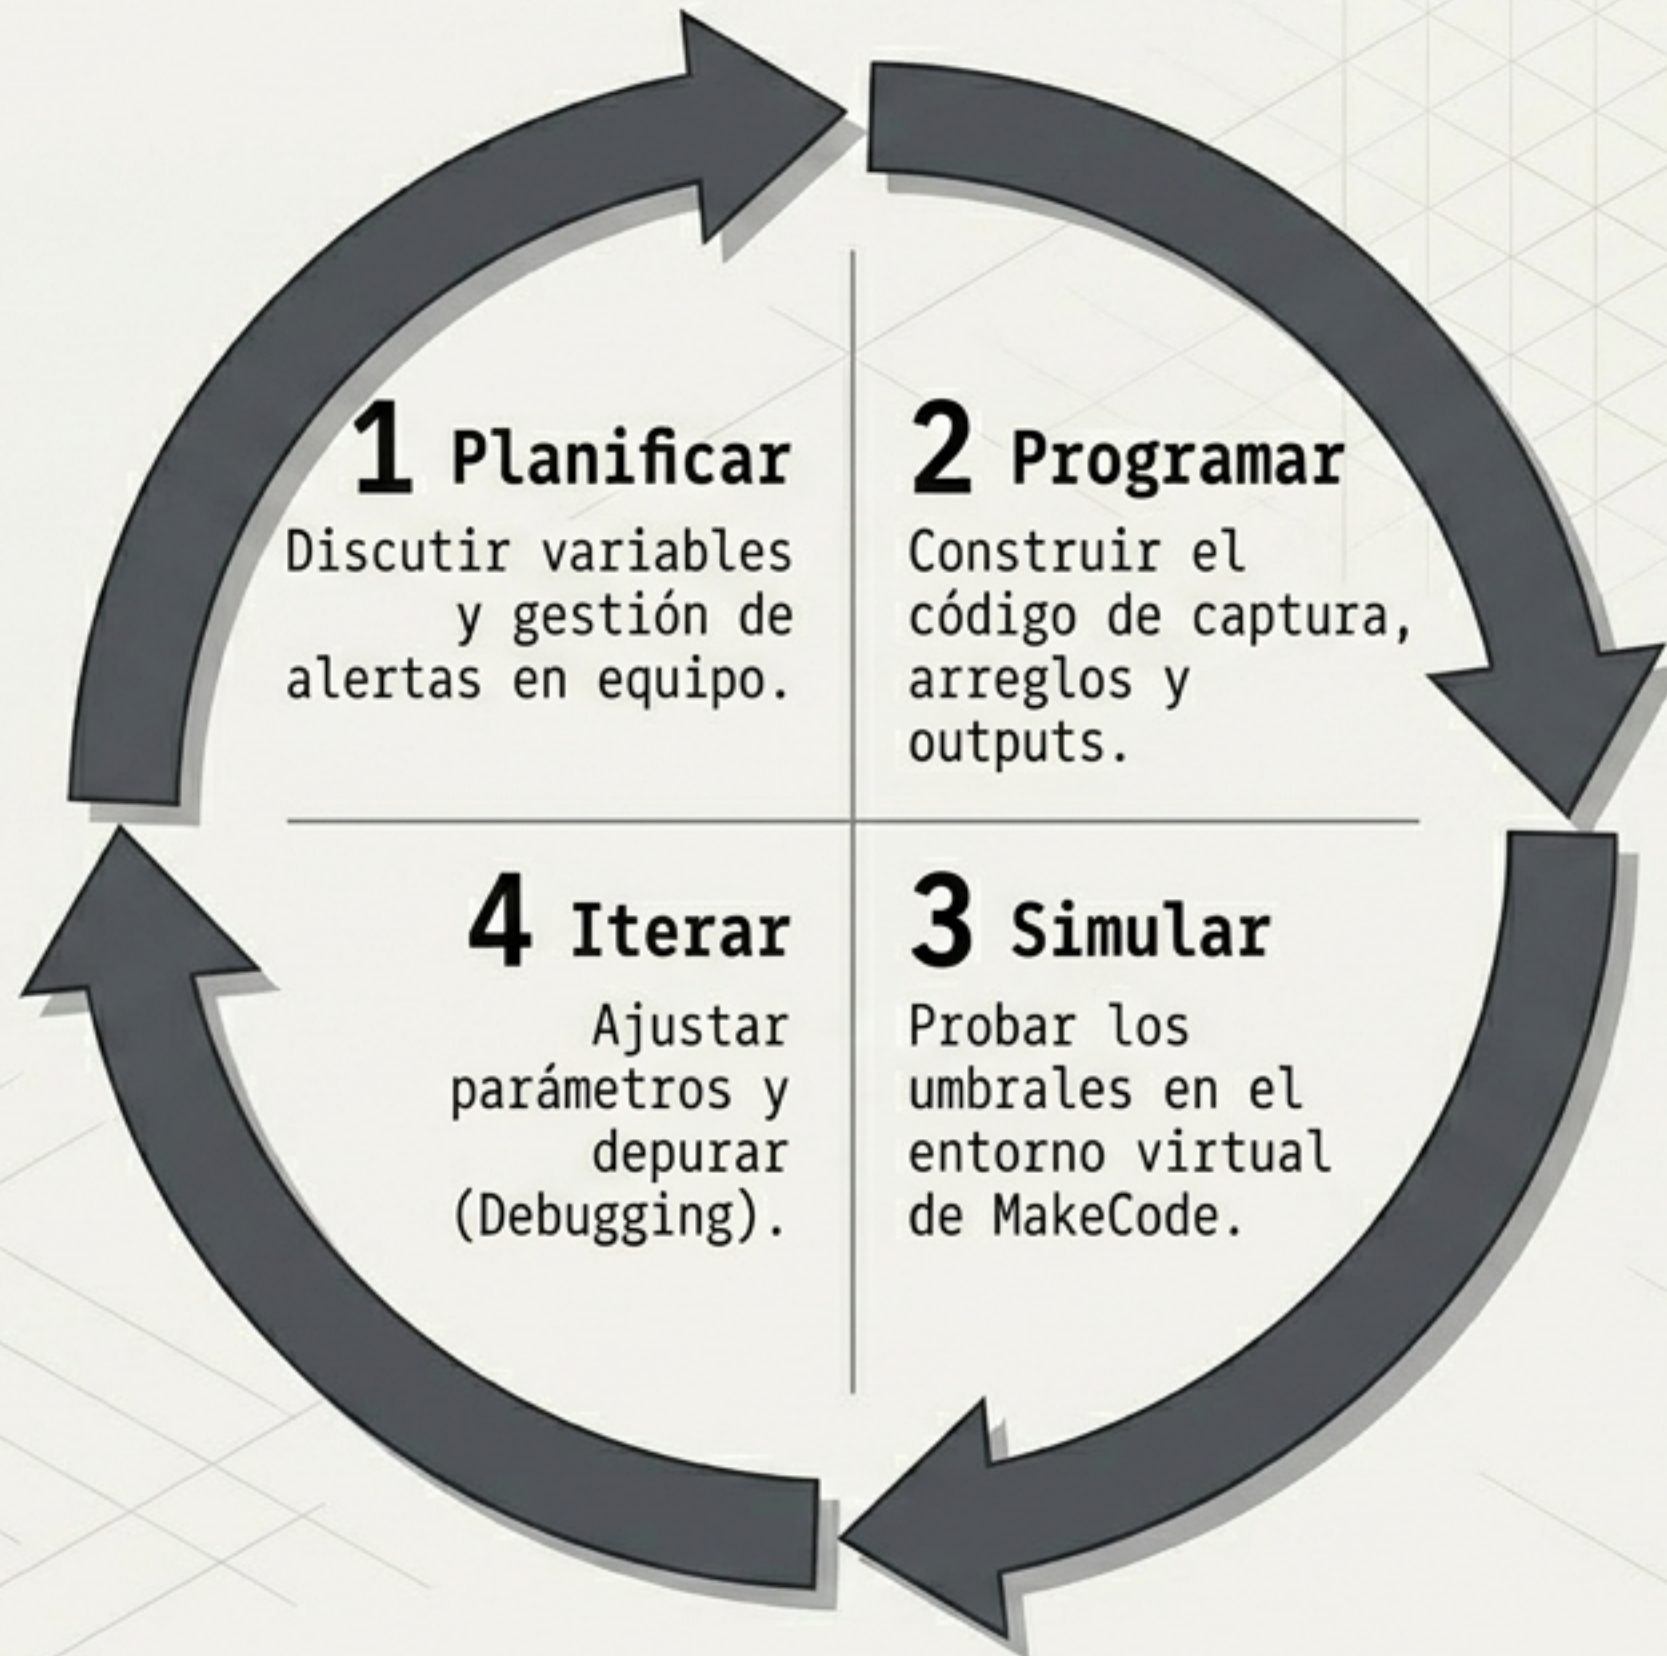 1 Planificar
Discutir variables
y gestión de
alertas en equipo.
2 Programar
Construir el
código de captura,
arreglos y
outputs.
3 Simular
Probar los
umbrales en el
entorno virtual
de MakeCode.
4 Iterar
Ajustar
parámetros y
depurar
(Debugging).